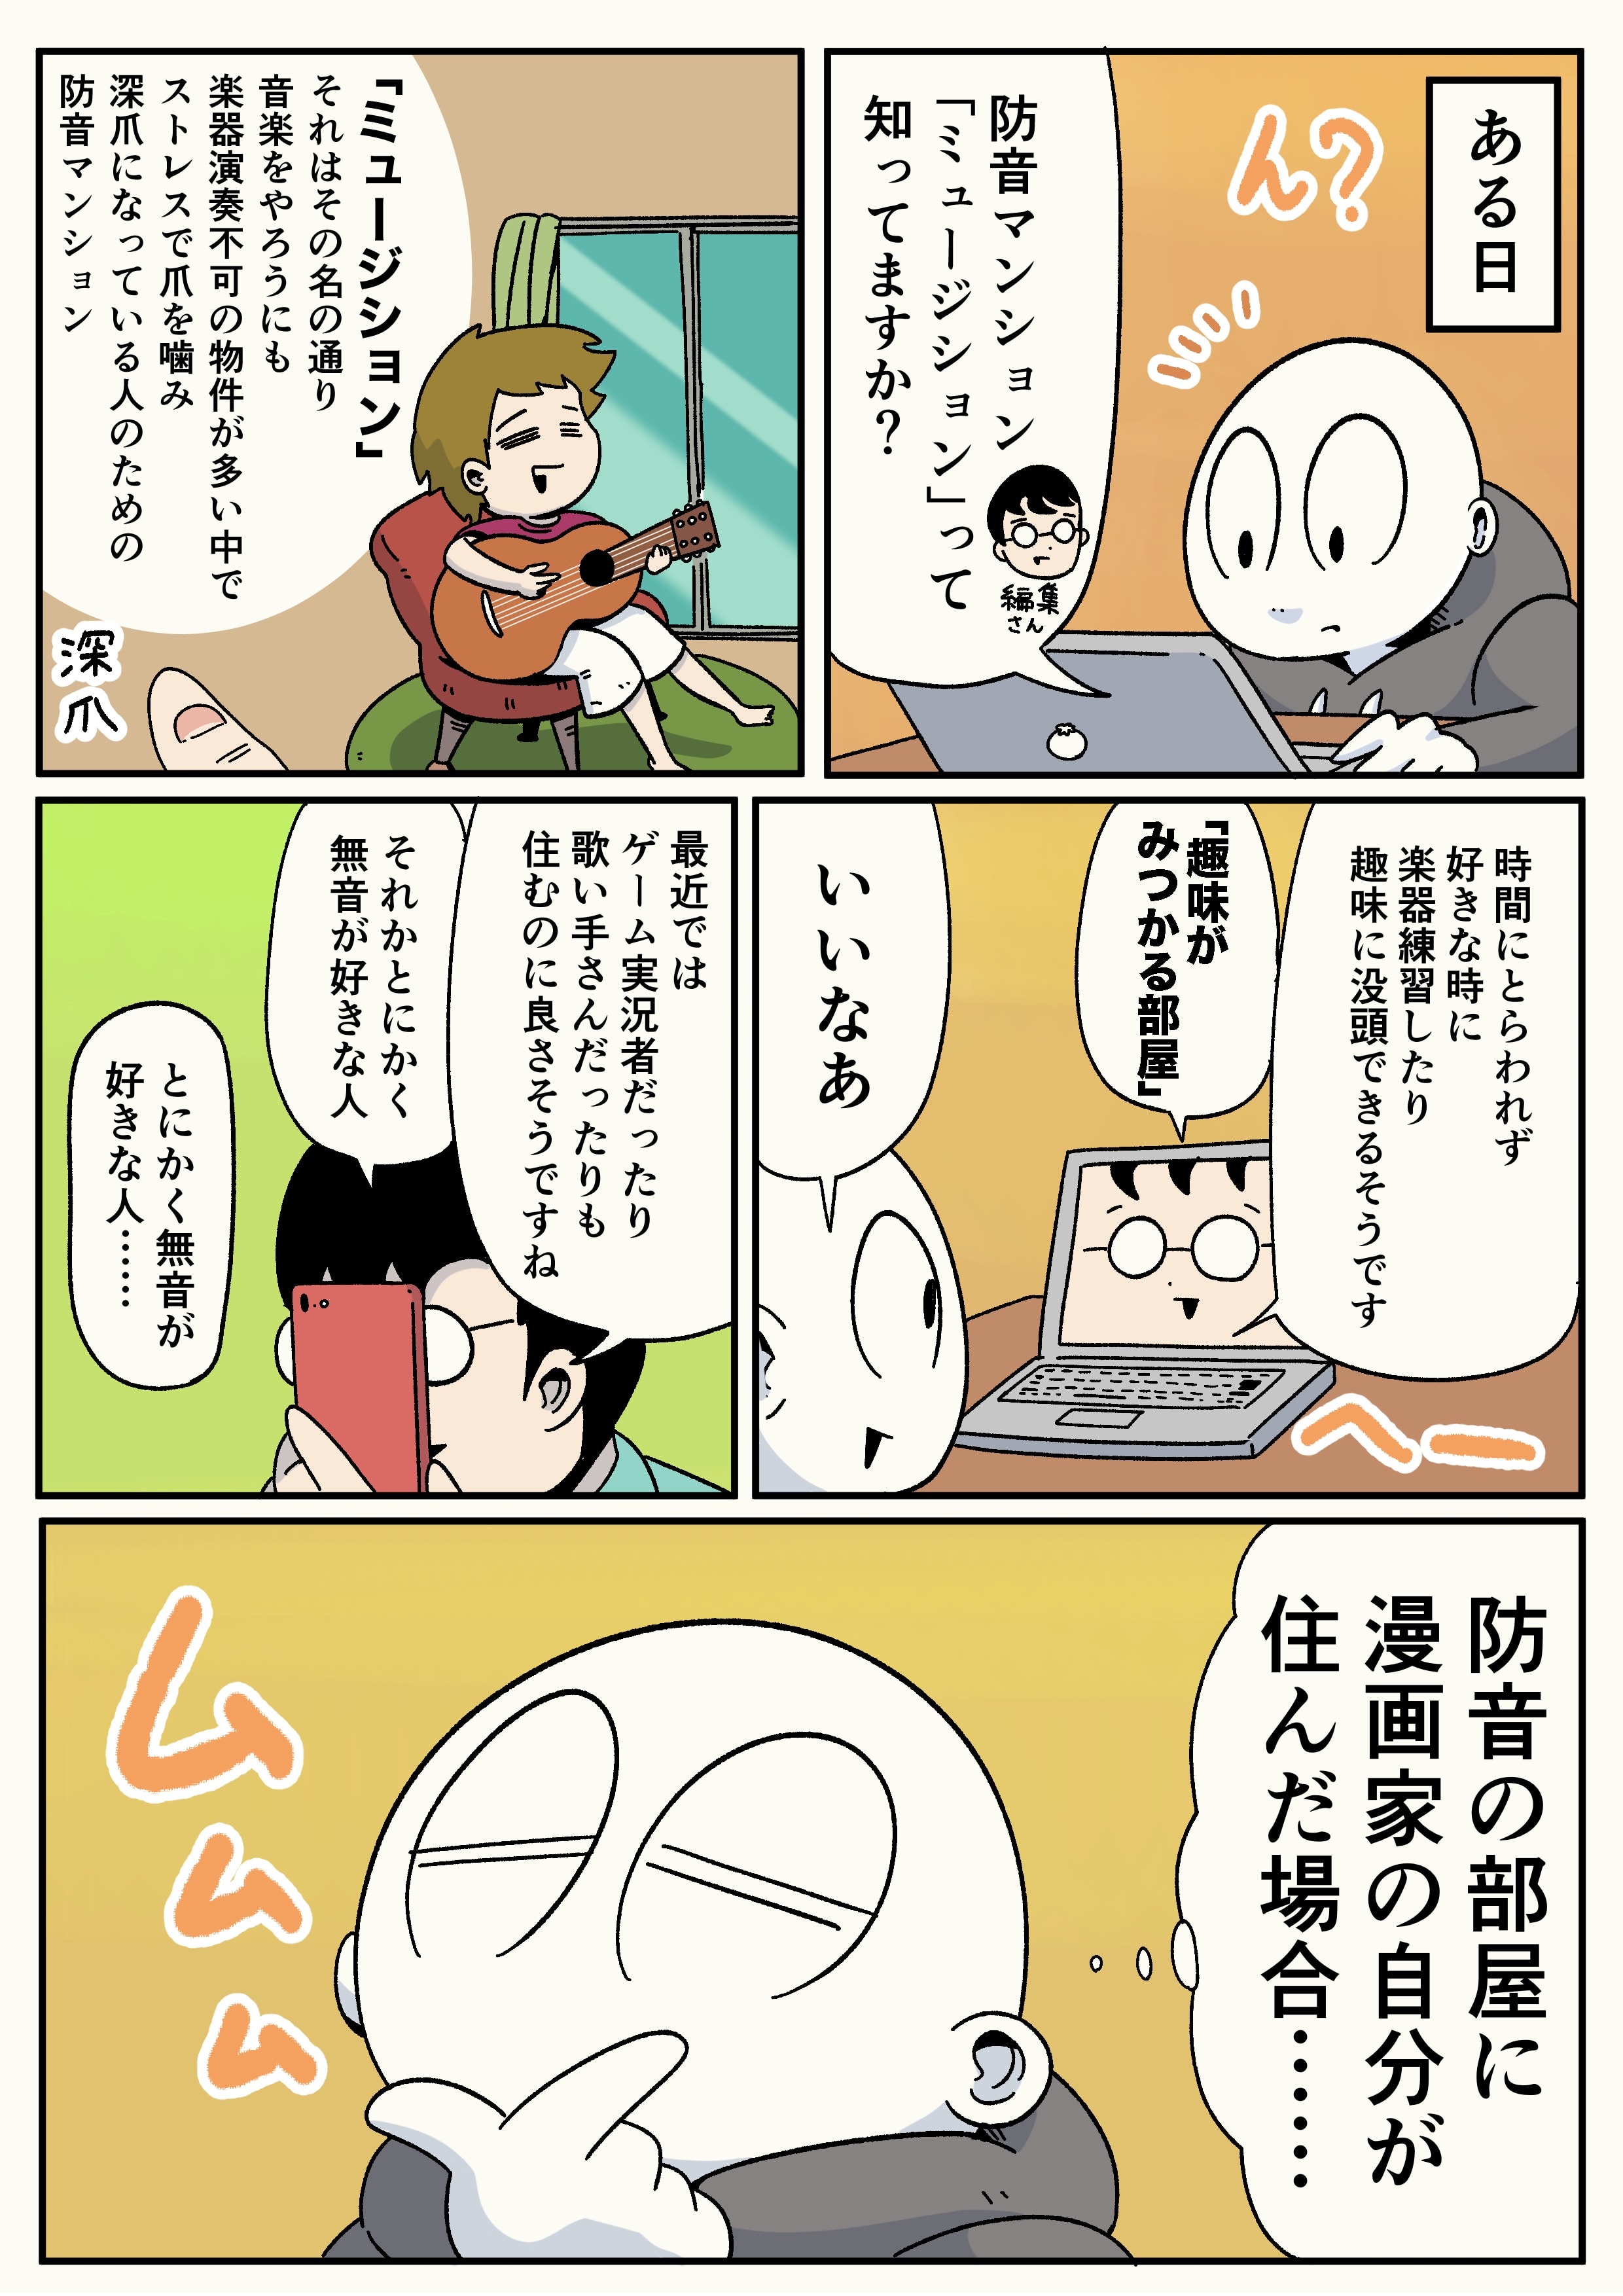 ある日
ん？
防音マンション
「ミュージション」って
知ってますか？
編集
さん
「ミュージション」
それはその名の通り
音楽をやろうにも
楽器演奏不可の物件が多い中で
ストレスで爪を噛み
深爪になっている人のための
防音マンション
深爪
時間にとらわれず
好きな時に
楽器練習したり
趣味に没頭できるそうです
「趣味が
みつかる部屋」
へー
いいなあ
最近では
ゲーム実況者だったり
歌い手さんだったりも
住むのに良さそうですね
それかとにかく
無音が好きな人
とにかく無音が
好きな人……
防音の部屋に
漫画家の自分が
住んだ場合……
ムムム